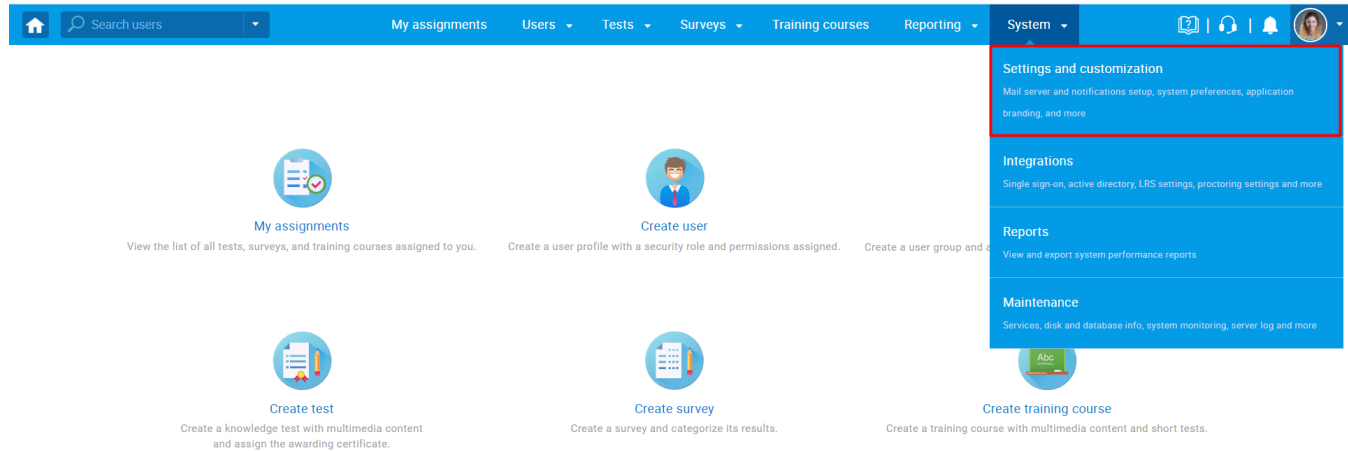 Search users
My assignments
Users
Tests
Surveys
Training courses
Reporting
System
Settings and customization
Mail server and notifications setup, system preferences, application
branding, and more
Integrations
Single sign-on, active directory, LRS settings, proctoring settings and more
Reports
View and export system performance reports
Maintenance
Services, disk and database info, system monitoring, server log and more
My assignments
View the list of all tests, surveys, and training courses assigned to you.
Create user
Create a user profile with a security role and permissions assigned.
Create a user group and
Create test
Create a knowledge test with multimedia content
and assign the awarding certificate.
Create survey
Create a survey and categorize its results.
Abc
Create training course
Create a training course with multimedia content and short tests.